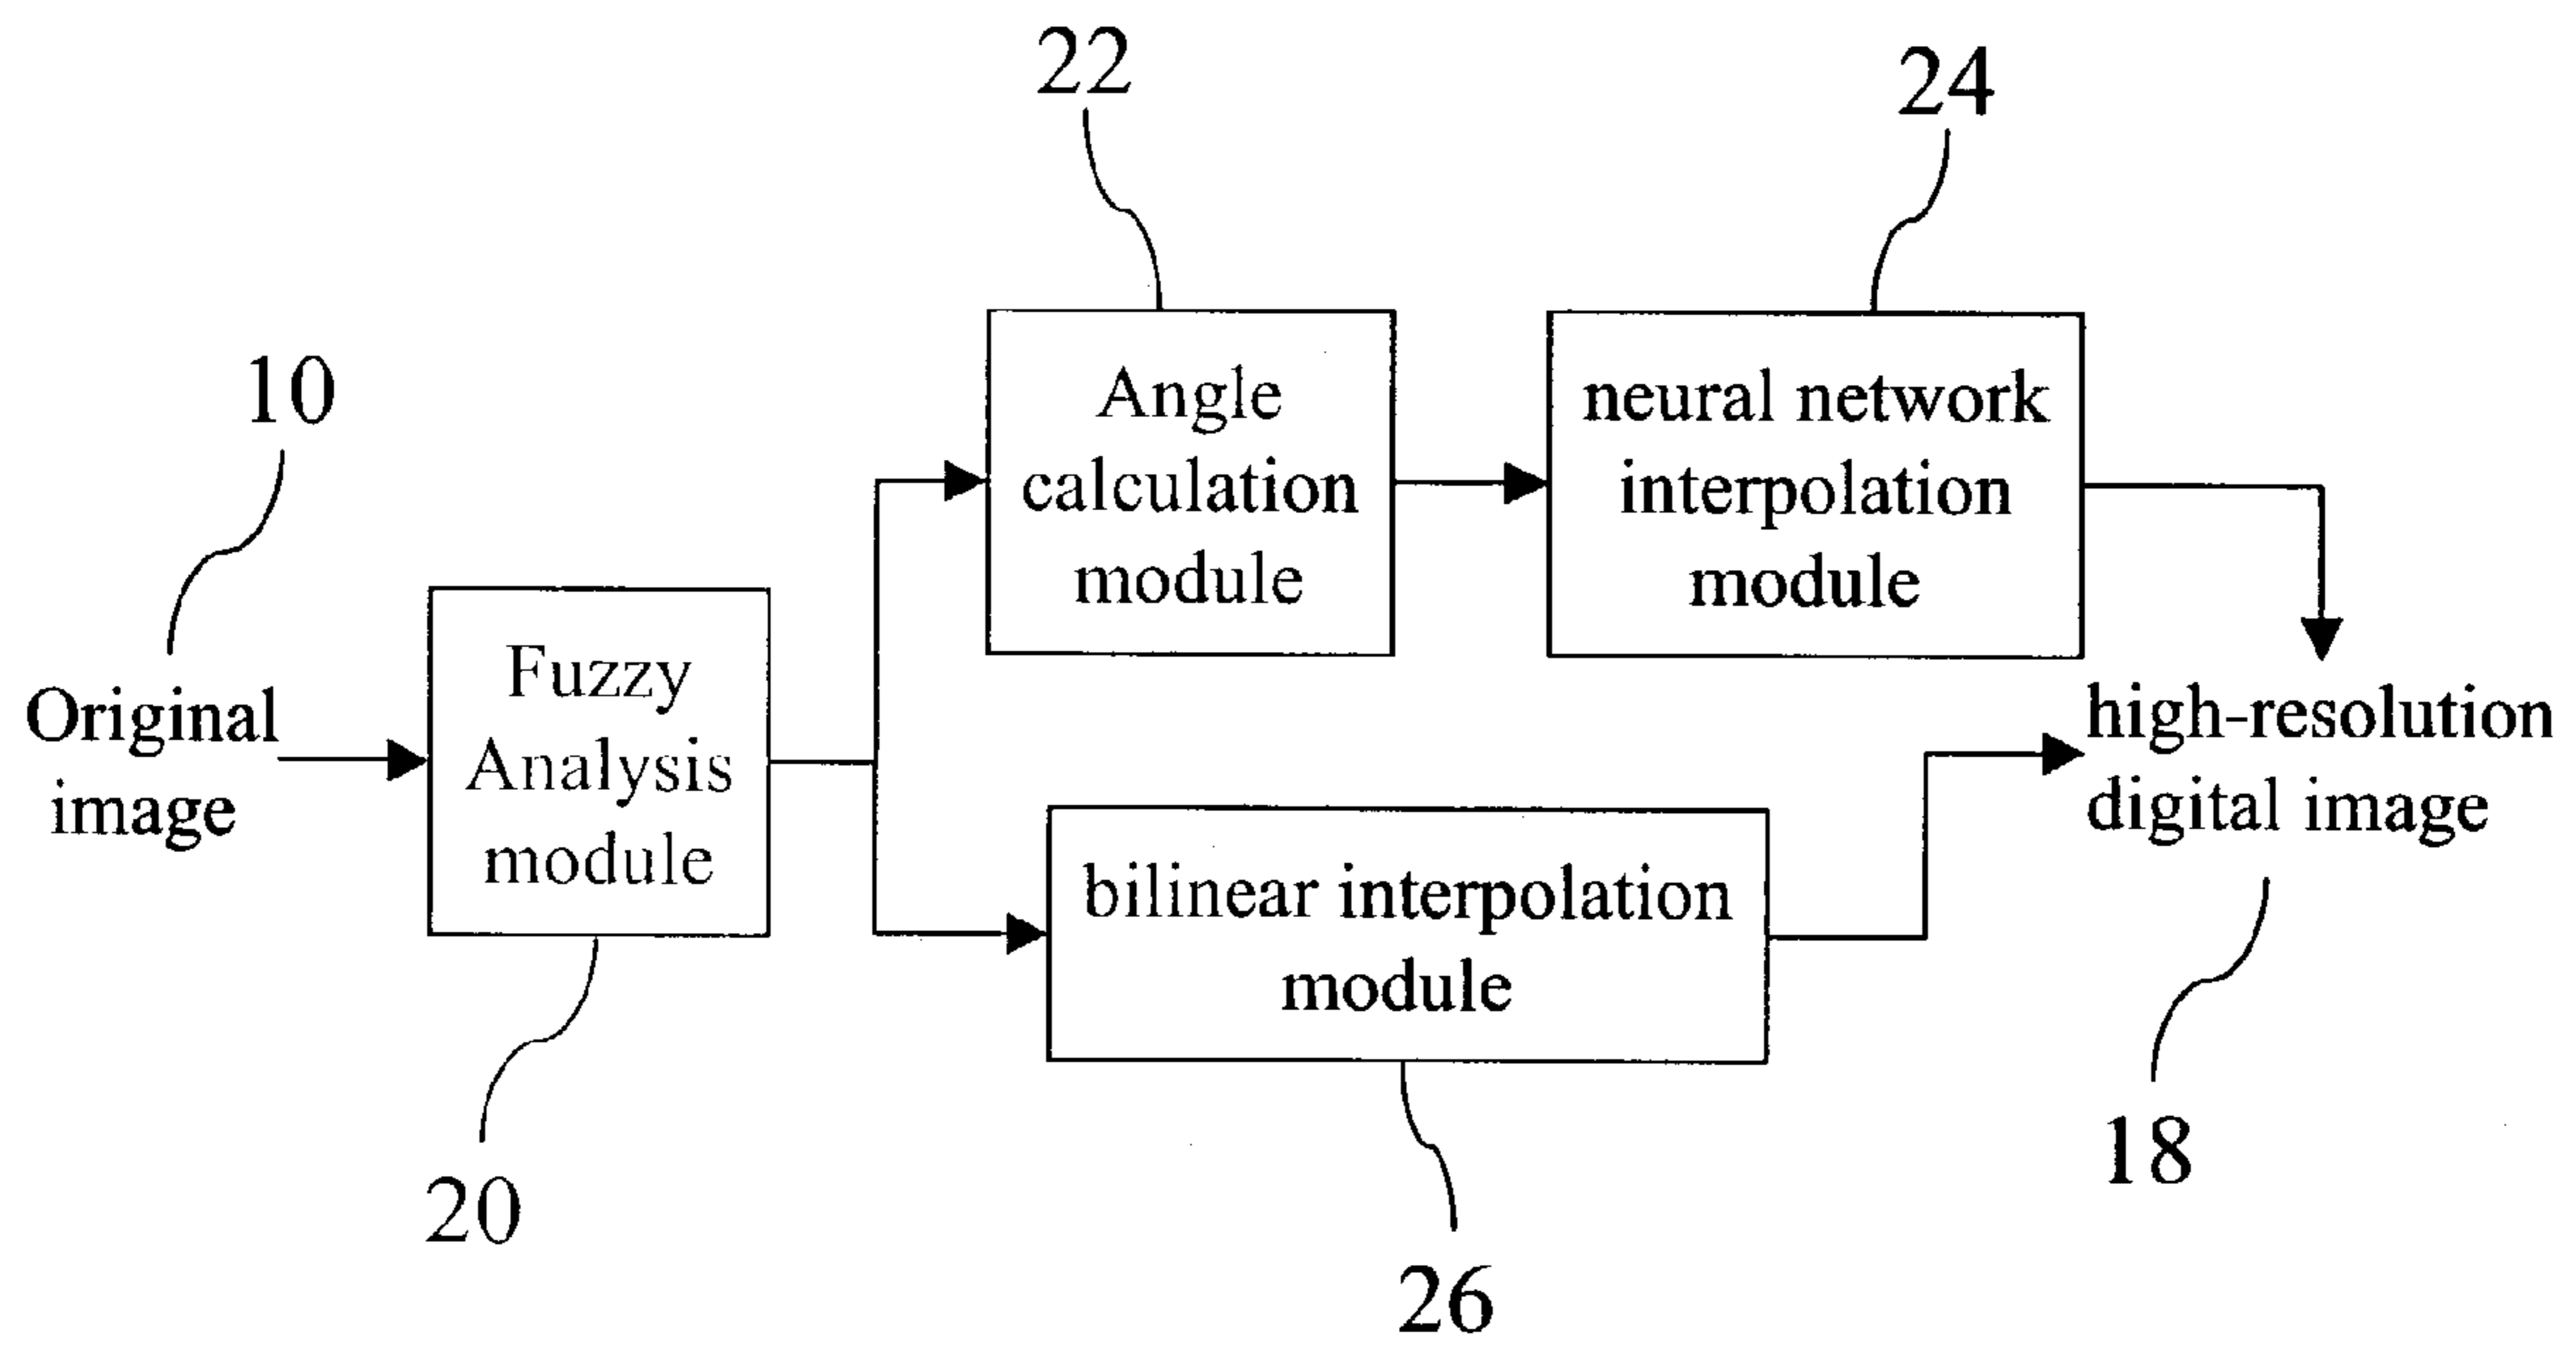 22
24
10
Angle
calculation
module
neural network
interpolation
module
Original
image
Fuzzy
Analysis
module
high-resolution
digital image
bilinear interpolation
module
18
20
26